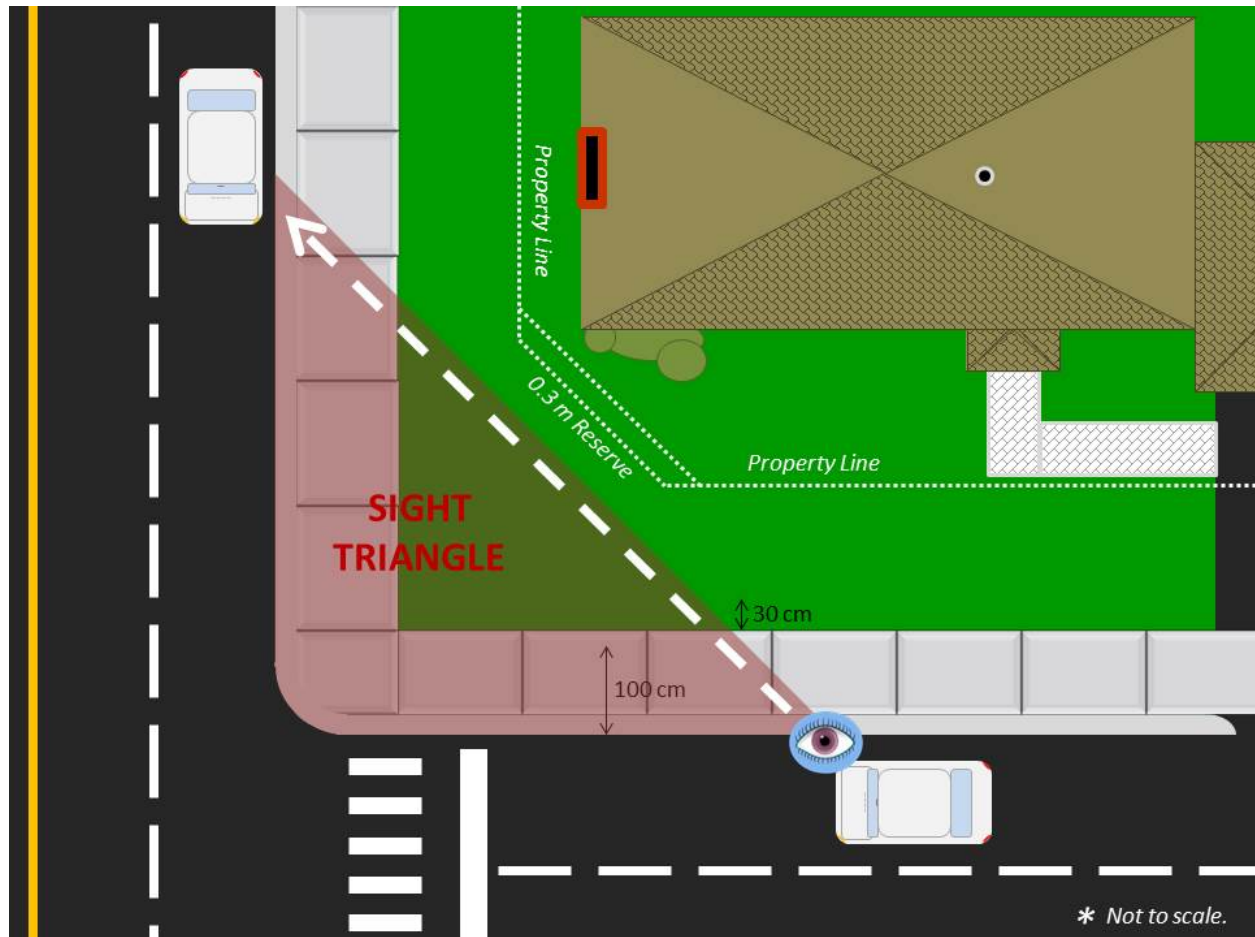 Property Line
0.3 m Reserve
Property Line
SIGHT
TRIANGLE
30 cm
100 cm
* Not to scale.